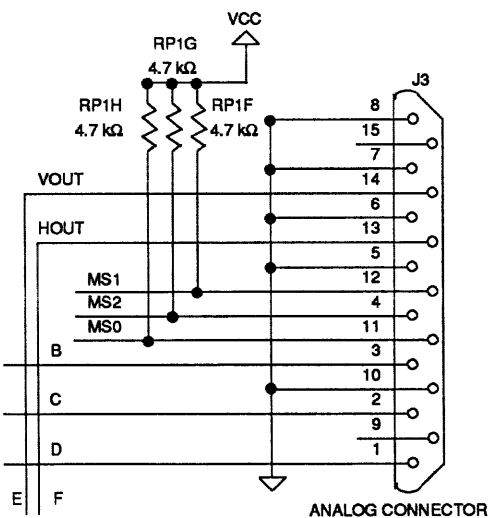 VCC
RP1G
4.7 kΩ
J3
RP1H
4.7 kΩ
RP1F
4.7 kΩ
8
15
7
VOUT
14
6
HOUT
13
5
MS1
12
MS2
4
MS0
11
B
3
10
C
2
9
D
1
E
F
ANALOG CONNECTOR